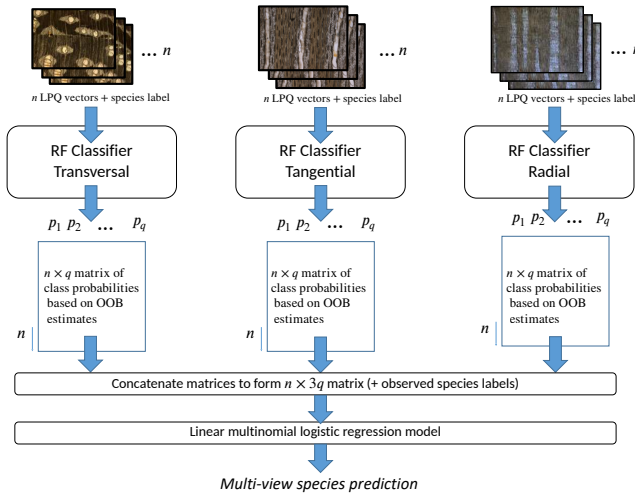 ... n
... n
... n
n LPQ vectors + species label
n LPQ vectors + species label
n LPQ vectors + species label
RF Classifier
Transversal
RF Classifier
Tangential
RF Classifier
Radial
p₁ p₂ ... p_q
p₁ p₂ ... p_q
p₁ p₂ ... p_q
n × q matrix of
class probabilities
based on OOB
estimates
n
n × q matrix of
class probabilities
based on OOB
estimates
n
n × q matrix of
class probabilities
based on OOB
estimates
n
Concatenate matrices to form n × 3q matrix (+ observed species labels)
Linear multinomial logistic regression model
Multi-view species prediction